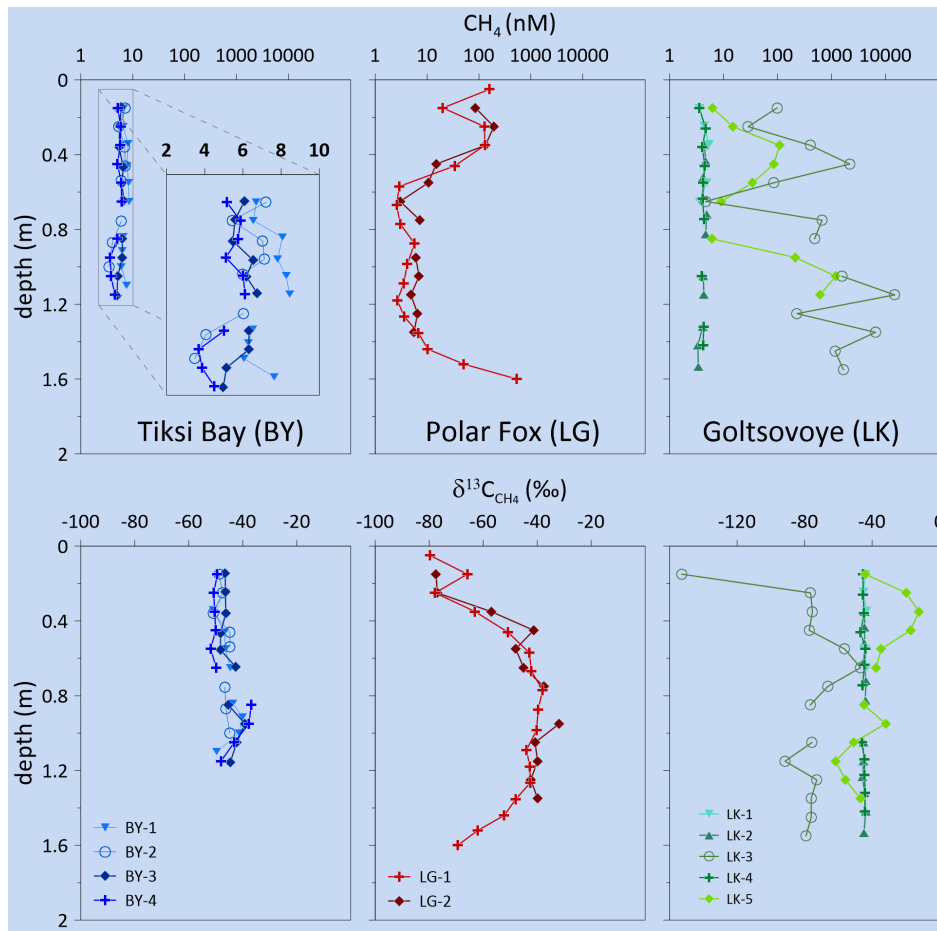 CH₄ (nM)
1 10 100 1000 10000
1 10 100 1000 10000
1 10 100 1000 10000
0
0.4
0.8
1.2
1.6
2
depth (m)
2 4 6 8 10
Tiksi Bay (BY)
Polar Fox (LG)
Goltsovoye (LK)
δ¹³C_CH₄ (‰)
-100 -80 -60 -40 -20
-100 -80 -60 -40 -20
-120 -80 -40 0
0
0.4
0.8
1.2
1.6
2
depth (m)
BY-1
BY-2
BY-3
BY-4
LG-1
LG-2
LK-1
LK-2
LK-3
LK-4
LK-5